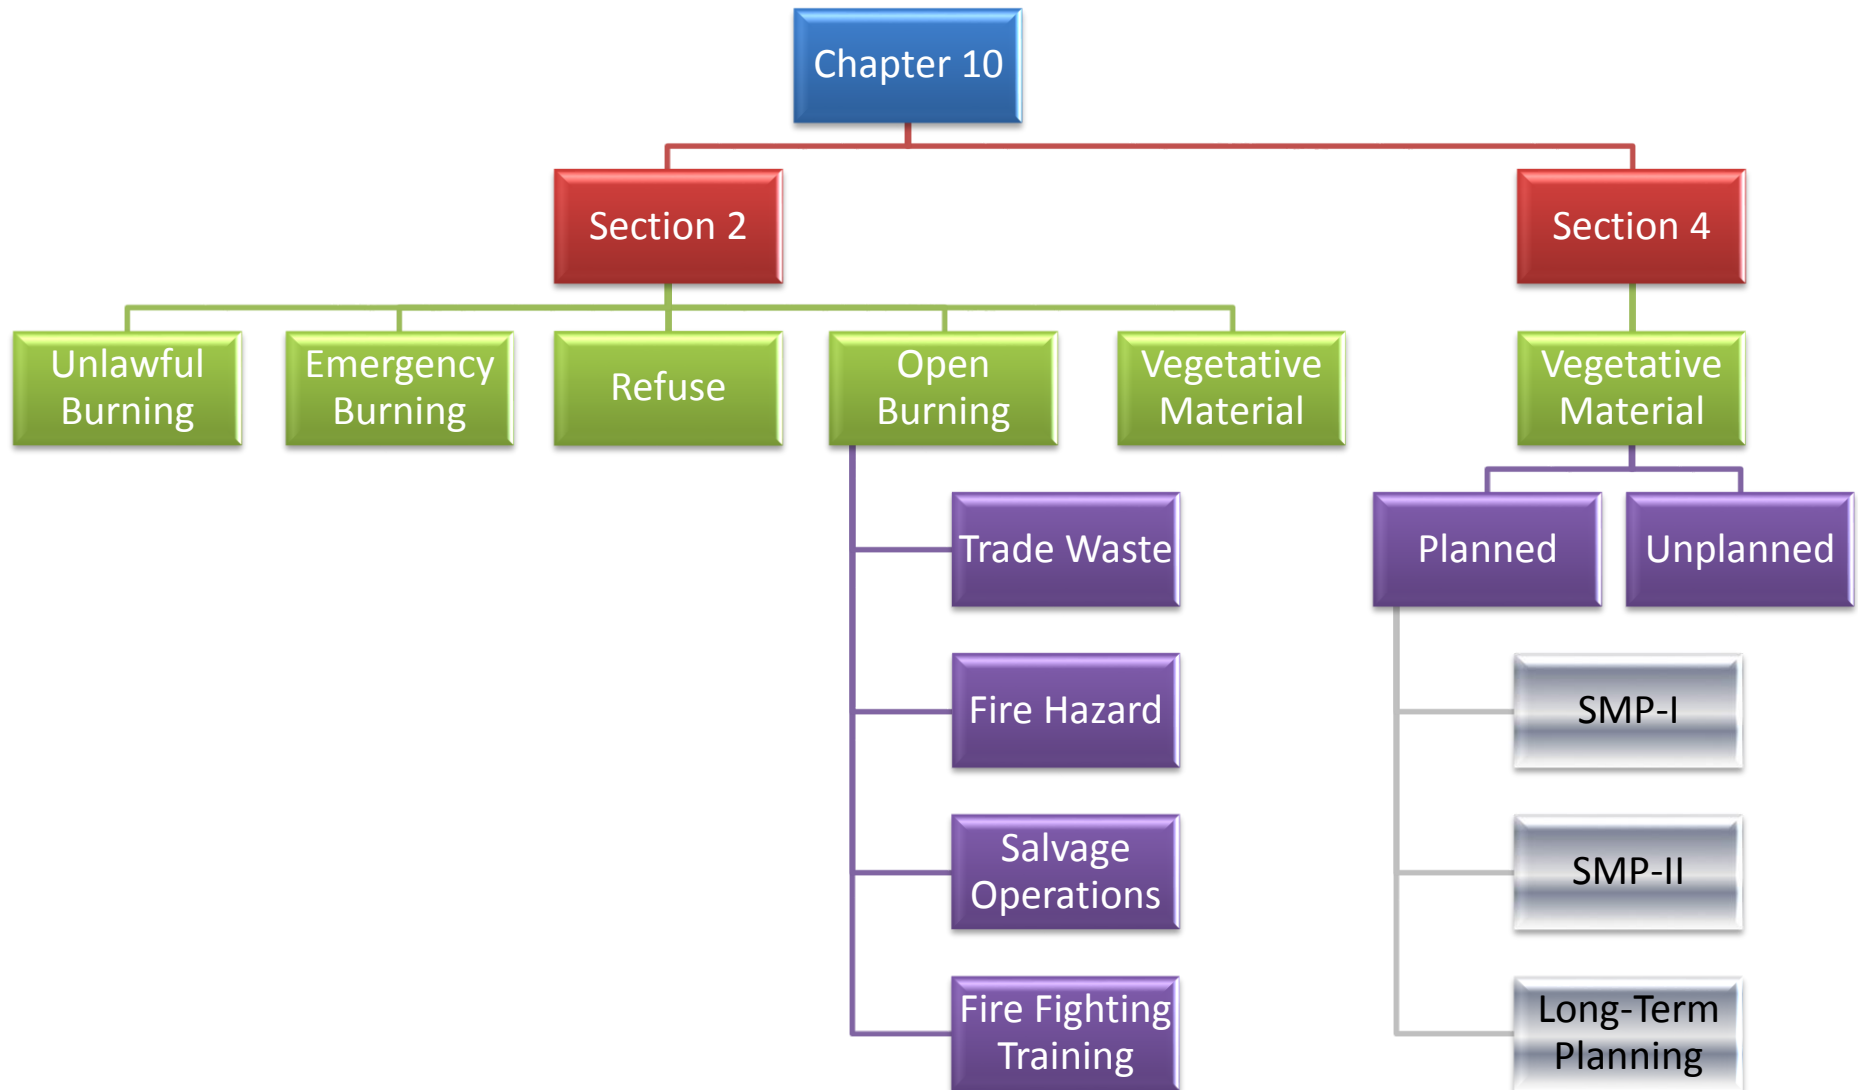 Chapter 10
Section 2
Section 4
Unlawful
Burning
Emergency
Burning
Refuse
Open
Burning
Vegetative
Material
Vegetative
Material
Trade Waste
Planned
Unplanned
Fire Hazard
SMP-I
Salvage
Operations
SMP-II
Fire Fighting
Training
Long-Term
Planning